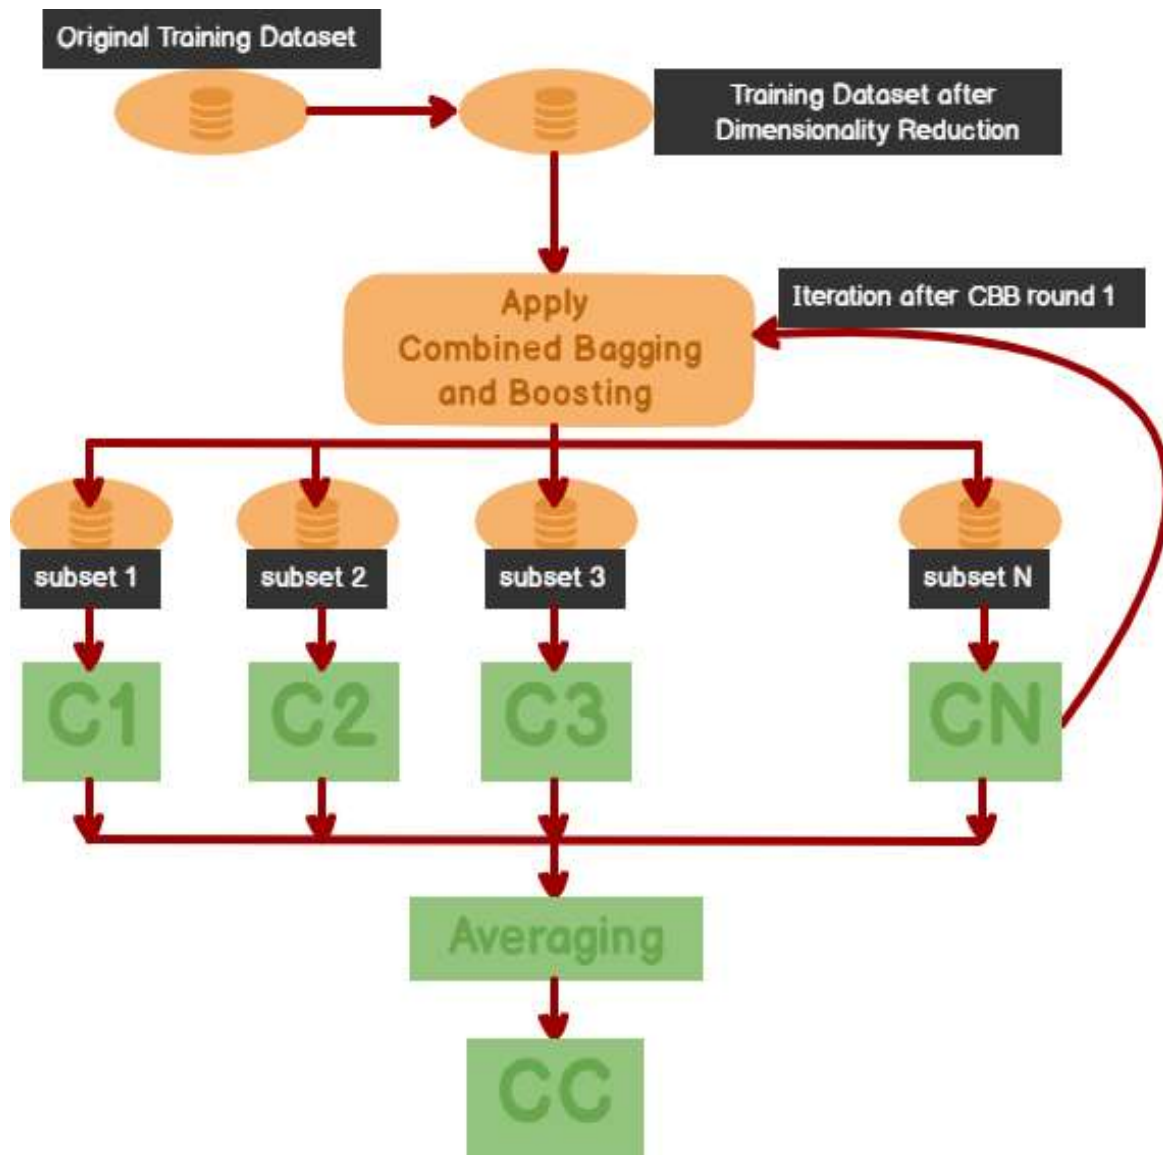 Original Training Dataset
Training Dataset after
Dimensionality Reduction
Apply
Combined Bagging
and Boosting
Iteration after CBB round 1
subset 1
subset 2
subset 3
subset N
C1
C2
C3
CN
Averaging
CC